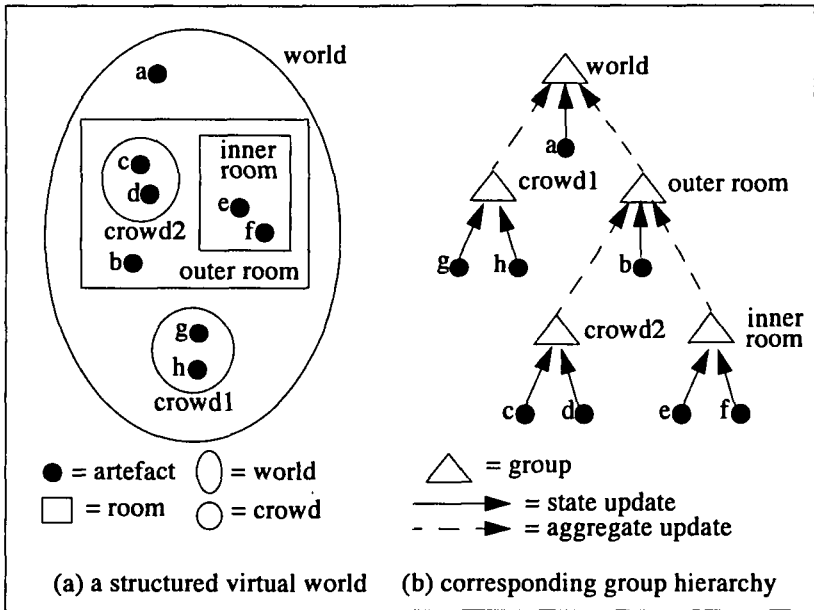 world
a
c
d
crowd2
b
inner
room
e
f
outer room
g
h
crowd1
= artefact
= world
= room
= crowd
(a) a structured virtual world
world
a
crowd1
outer room
g
h
b
crowd2
inner
room
c
d
e
f
= group
= state update
= aggregate update
(b) corresponding group hierarchy